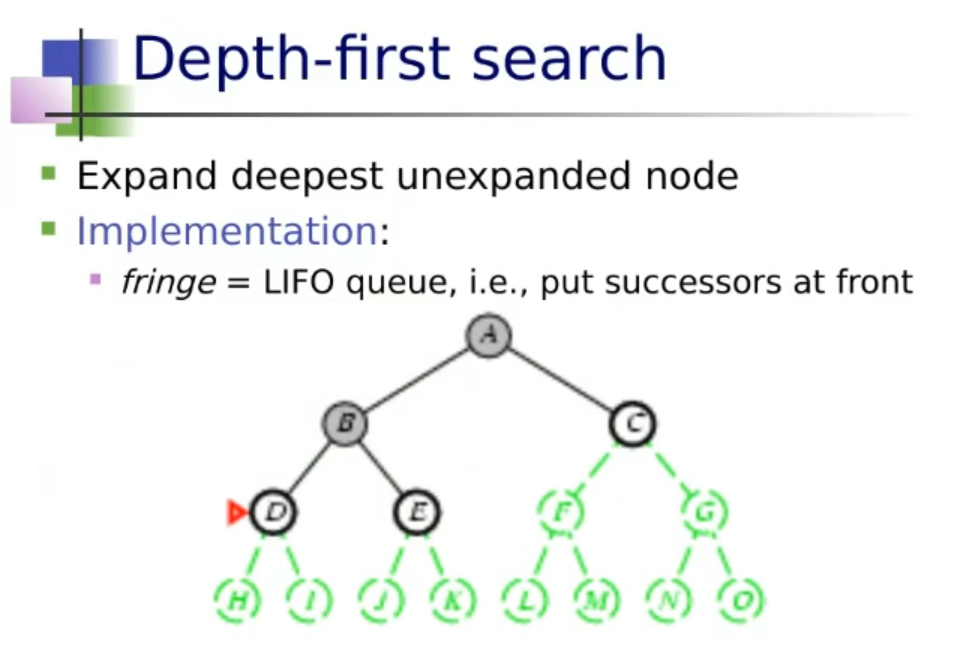 Depth-first search
Expand deepest unexpanded node
Implementation:
fringe = LIFO queue, i.e., put successors at front
A
B C
D E F G
H I J K L M N O